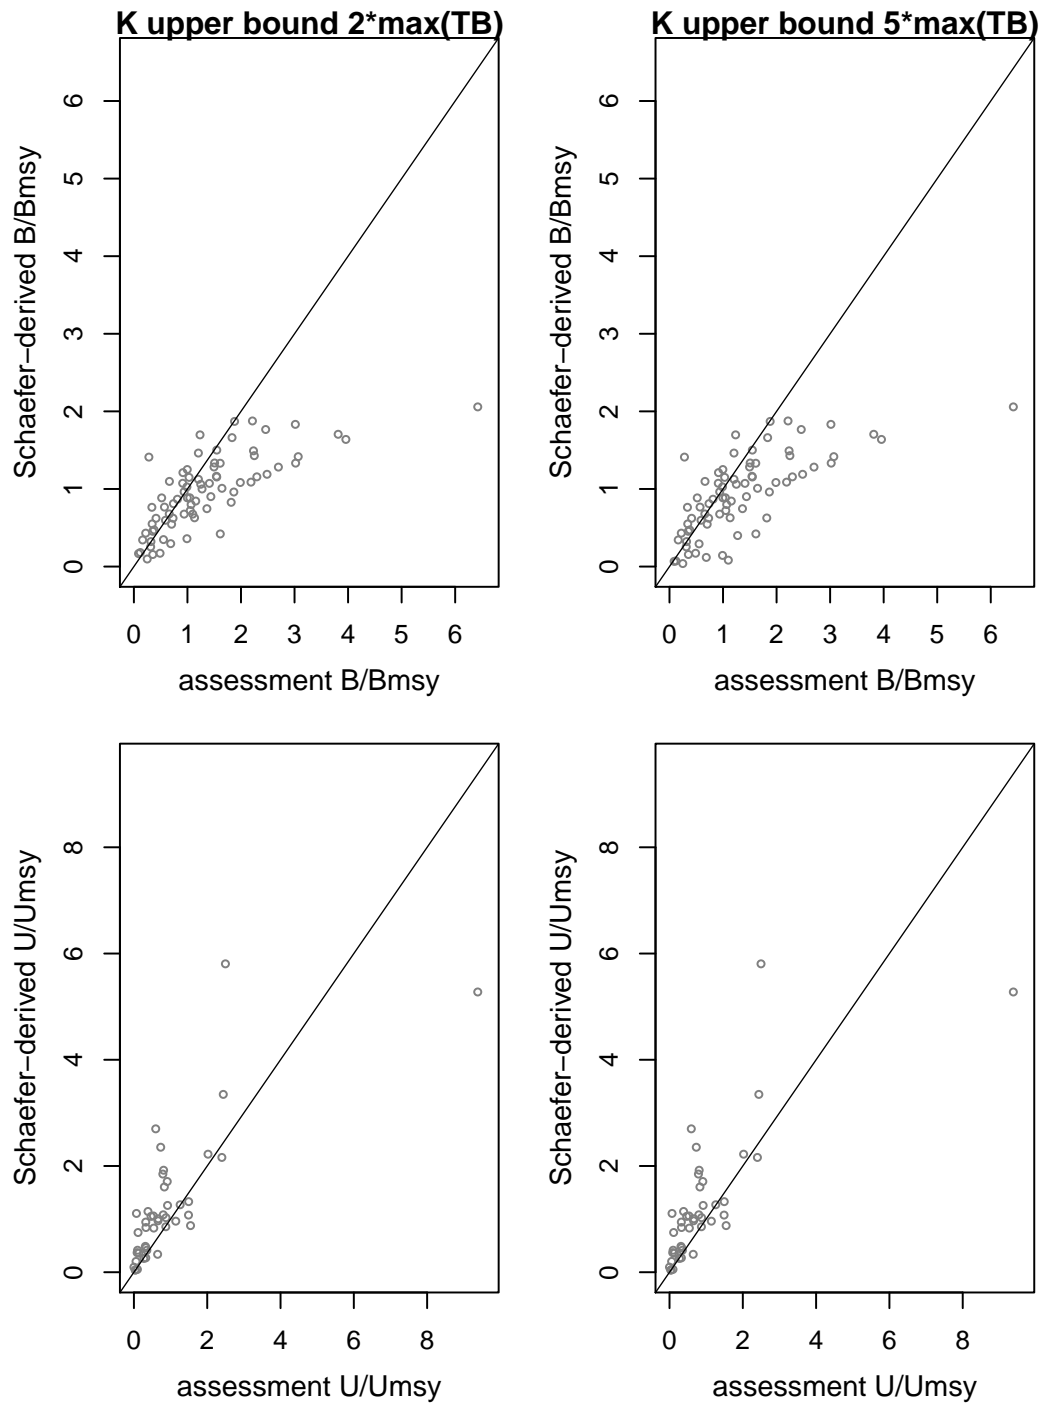 K upper bound 2*max(TB)
Schaefer−derived B/Bmsy
6
5
4
3
2
1
0
0 1 2 3 4 5 6
assessment B/Bmsy
K upper bound 5*max(TB)
Schaefer−derived B/Bmsy
6
5
4
3
2
1
0
0 1 2 3 4 5 6
assessment B/Bmsy
Schaefer−derived U/Umsy
8
6
4
2
0
0 2 4 6 8
assessment U/Umsy
Schaefer−derived U/Umsy
8
6
4
2
0
0 2 4 6 8
assessment U/Umsy